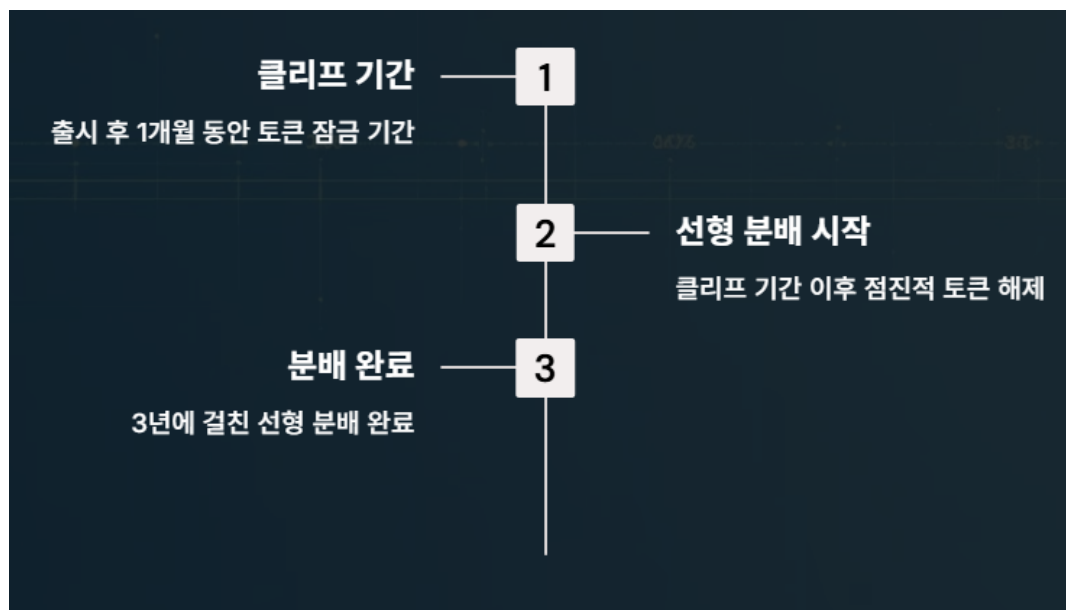 클리프 기간
1
출시 후 1개월 동안 토큰 잠금 기간
2
선형 분배 시작
클리프 기간 이후 점진적 토큰 해제
분배 완료
3
3년에 걸친 선형 분배 완료